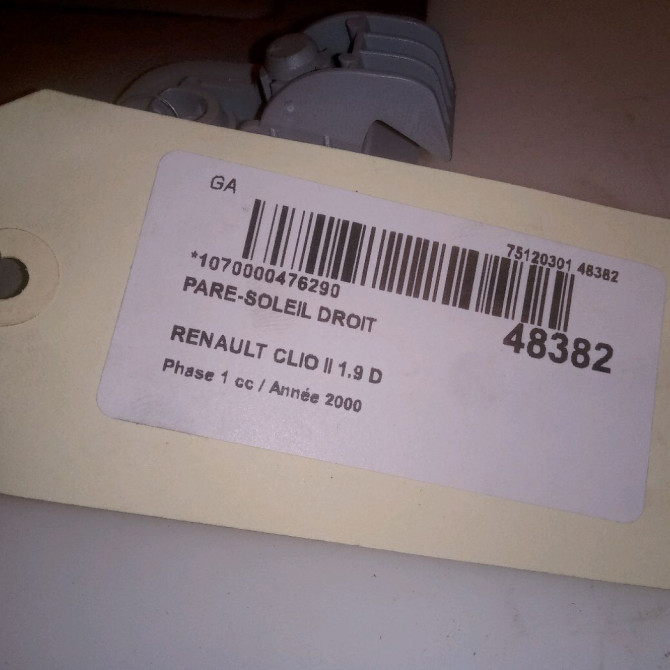 GA
75120301 48382
*1070000476290
PARE-SOLEIL DROIT
48382
RENAULT CLIO II 1.9 D
Phase 1 cc / Année 2000